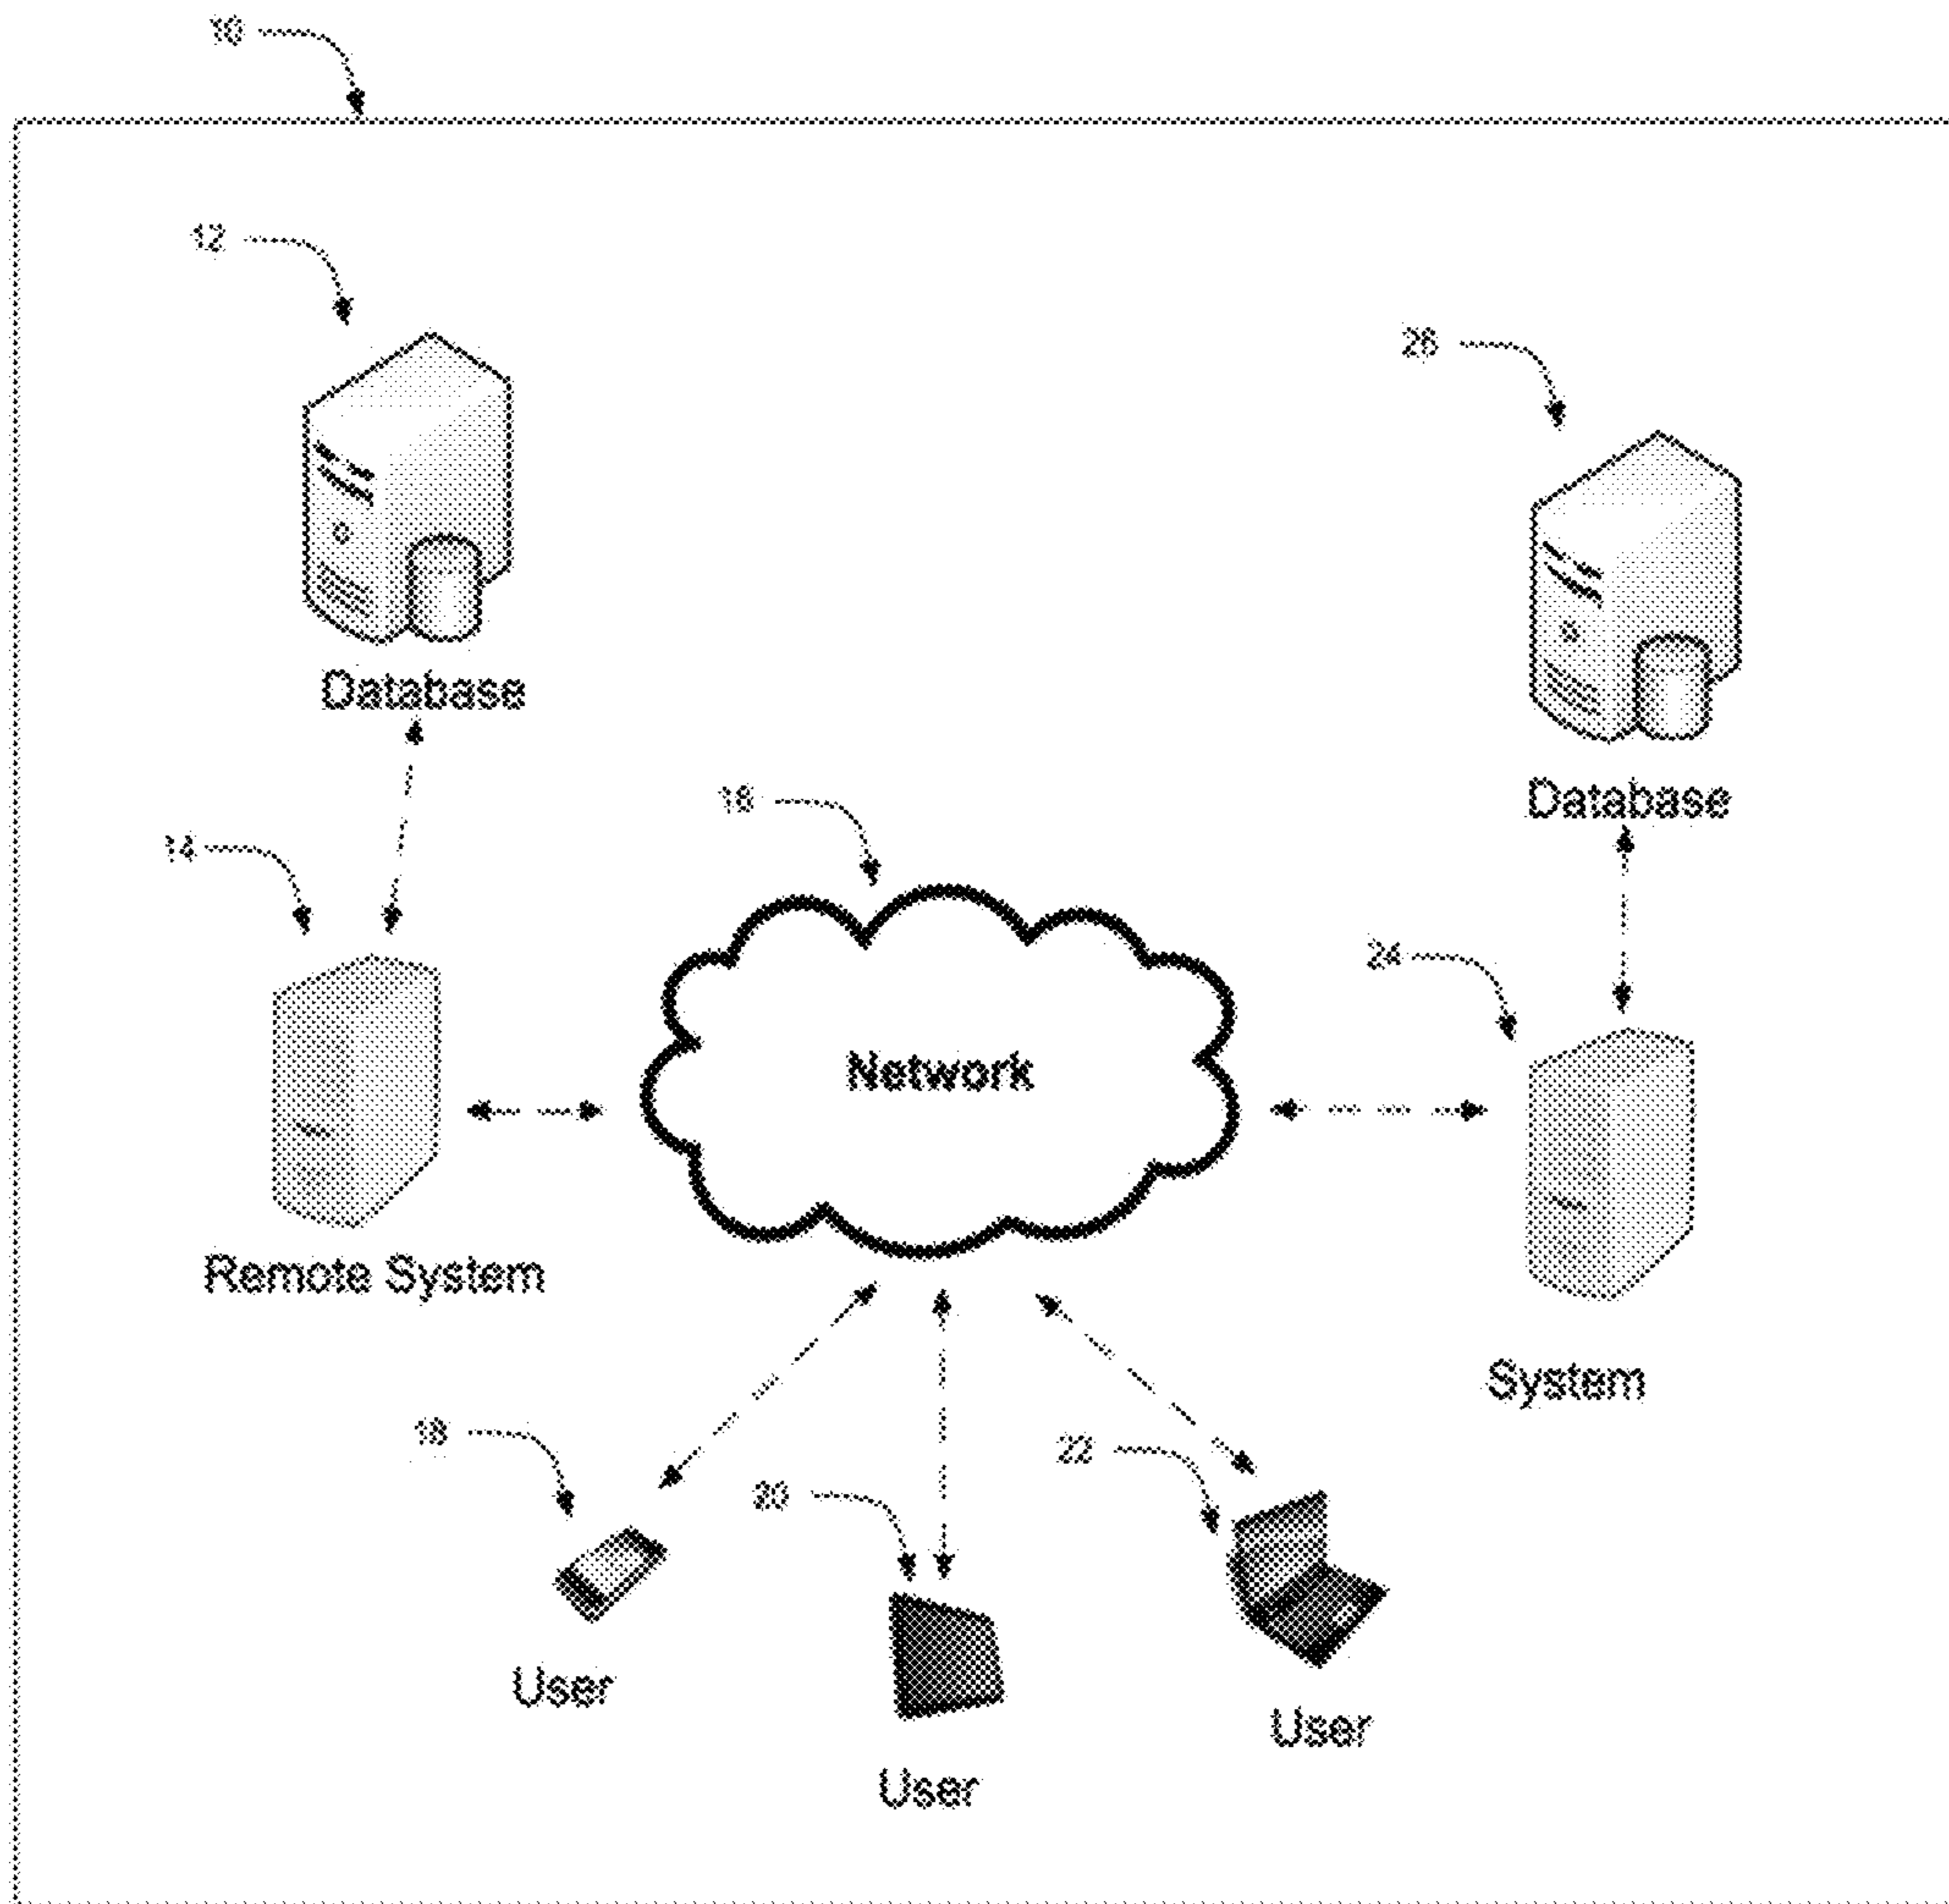 10
12
26
Database
16
Database
14
24
Network
Remote System
System
18
22
20
User
User
User